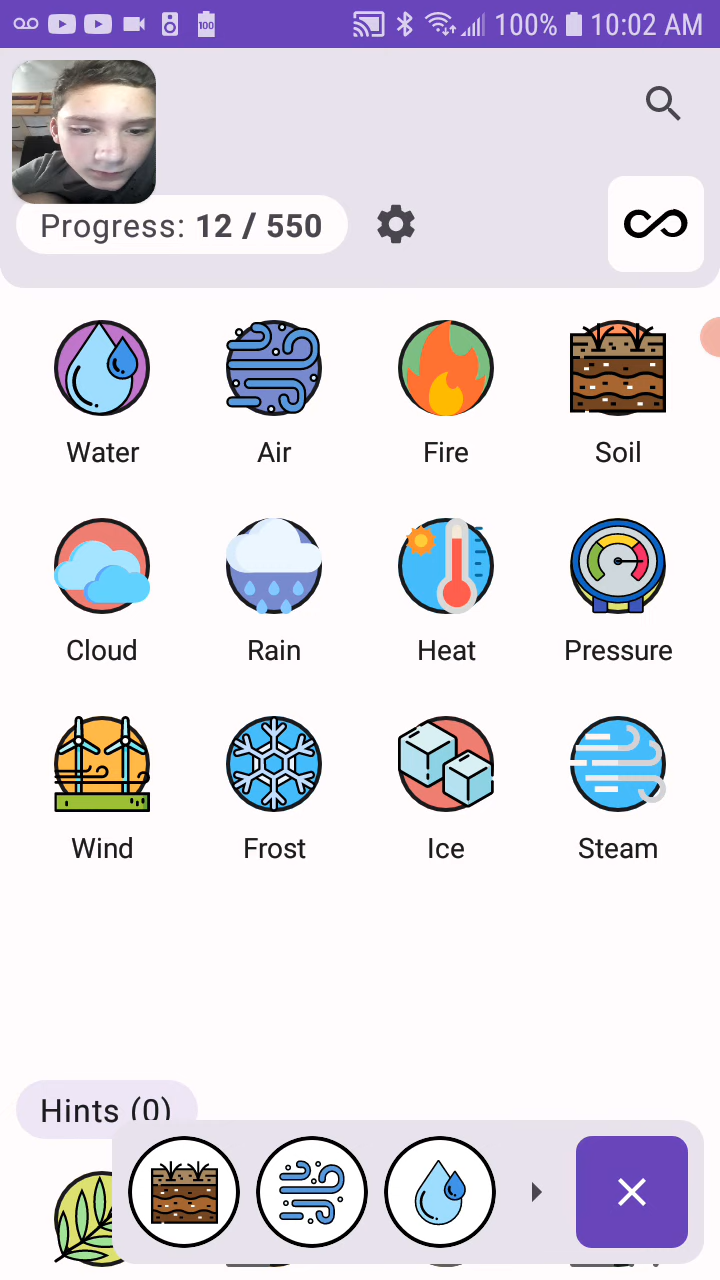 100 100% 10:02 AM
Progress: 12 / 550
Water Air Fire Soil
Cloud Rain Heat Pressure
Wind Frost Ice Steam
Hints (0)